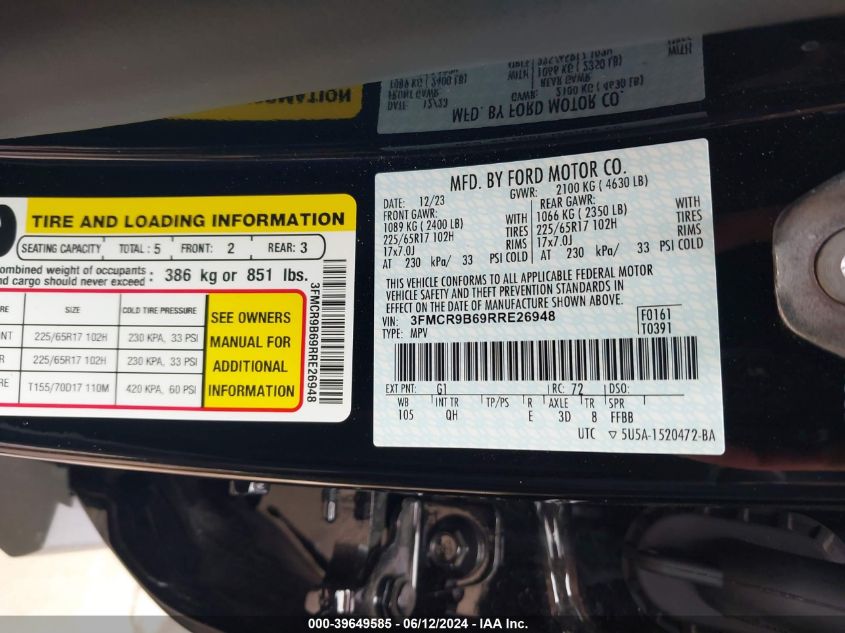 TIRE AND LOADING INFORMATION
SEATING CAPACITY TOTAL : 5 FRONT: 2 REAR: 3
combined weight of occupants and cargo should never exceed : 386 kg or 851 lbs.
SIZE COLD TIRE PRESSURE
225/65R17 102H 230 KPA, 33 PSI
225/65R17 102H 230 KPA, 33 PSI
T155/70D17 110M 420 KPA, 60 PSI
SEE OWNERS
MANUAL FOR
ADDITIONAL
INFORMATION
3FMCR9B69RRE26948
MFD. BY FORD MOTOR CO.
DATE: 12/23 GVWR: 2100 KG ( 4630 LB)
FRONT GAWR: REAR GAWR:
1089 KG ( 2400 LB) WITH 1066 KG ( 2350 LB) WITH
225/65R17 102H TIRES 225/65R17 102H TIRES
17x7.0J RIMS 17x7.0J RIMS
AT 230 kPa/ 33 PSI COLD AT 230 kPa/ 33 PSI COLD
THIS VEHICLE CONFORMS TO ALL APPLICABLE FEDERAL MOTOR
VEHICLE SAFETY AND THEFT PREVENTION STANDARDS IN
EFFECT ON THE DATE OF MANUFACTURE SHOWN ABOVE.
VIN: 3FMCR9B69RRE26948 F0161
TYPE: MPV T0391
EXT PNT: G1 RC: 72 DSO:
WB INT TR TP/PS R AXLE TR SPR
105 QH E 3D 8 FFBB
UTC ▽ 5U5A-1520472-BA
000-39649585 - 06/12/2024 - IAA Inc.